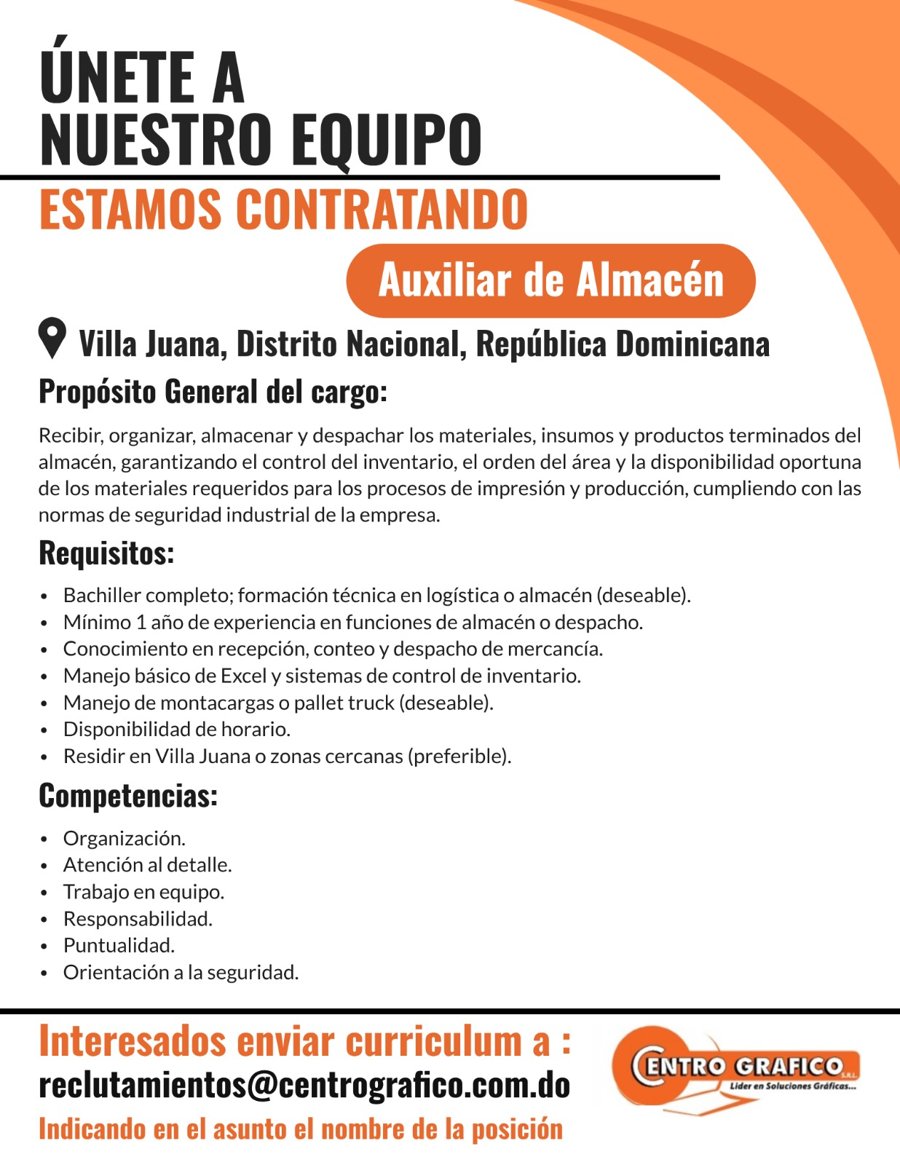 ÚNETE A
NUESTRO EQUIPO
ESTAMOS CONTRATANDO
Auxiliar de Almacén
Villa Juana, Distrito Nacional, República Dominicana
Propósito General del cargo:
Recibir, organizar, almacenar y despachar los materiales, insumos y productos terminados del
almacén, garantizando el control del inventario, el orden del área y la disponibilidad oportuna
de los materiales requeridos para los procesos de impresión y producción, cumpliendo con las
normas de seguridad industrial de la empresa.
Requisitos:
• Bachiller completo; formación técnica en logística o almacén (deseable).
• Mínimo 1 año de experiencia en funciones de almacén o despacho.
• Conocimiento en recepción, conteo y despacho de mercancía.
• Manejo básico de Excel y sistemas de control de inventario.
• Manejo de montacargas o pallet truck (deseable).
• Disponibilidad de horario.
• Residir en Villa Juana o zonas cercanas (preferible).
Competencias:
• Organización.
• Atención al detalle.
• Trabajo en equipo.
• Responsabilidad.
• Puntualidad.
• Orientación a la seguridad.
Interesados enviar curriculum a :
reclutamientos@centrografico.com.do
Indicando en el asunto el nombre de la posición
CENTRO GRAFICO S.R.L.
Lider en Soluciones Gráficas...